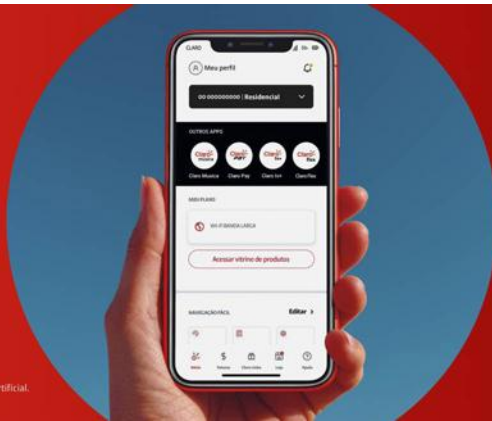 CLARO
Meu perfil
00 000000000 | Residencial
OUTROS APPS
Claro música
Claro pay
Claro tv+
Claro flex
Claro Musica
Claro Pay
Claro tv+
Claro flex
MEU PLANO
WI-FI BANDA LARGA
Acessar vitrine de produtos
NAVEGAÇÃO FÁCIL
Editar >
Início
Faturas
Claro clube
Loja
Ajuda
tificial.